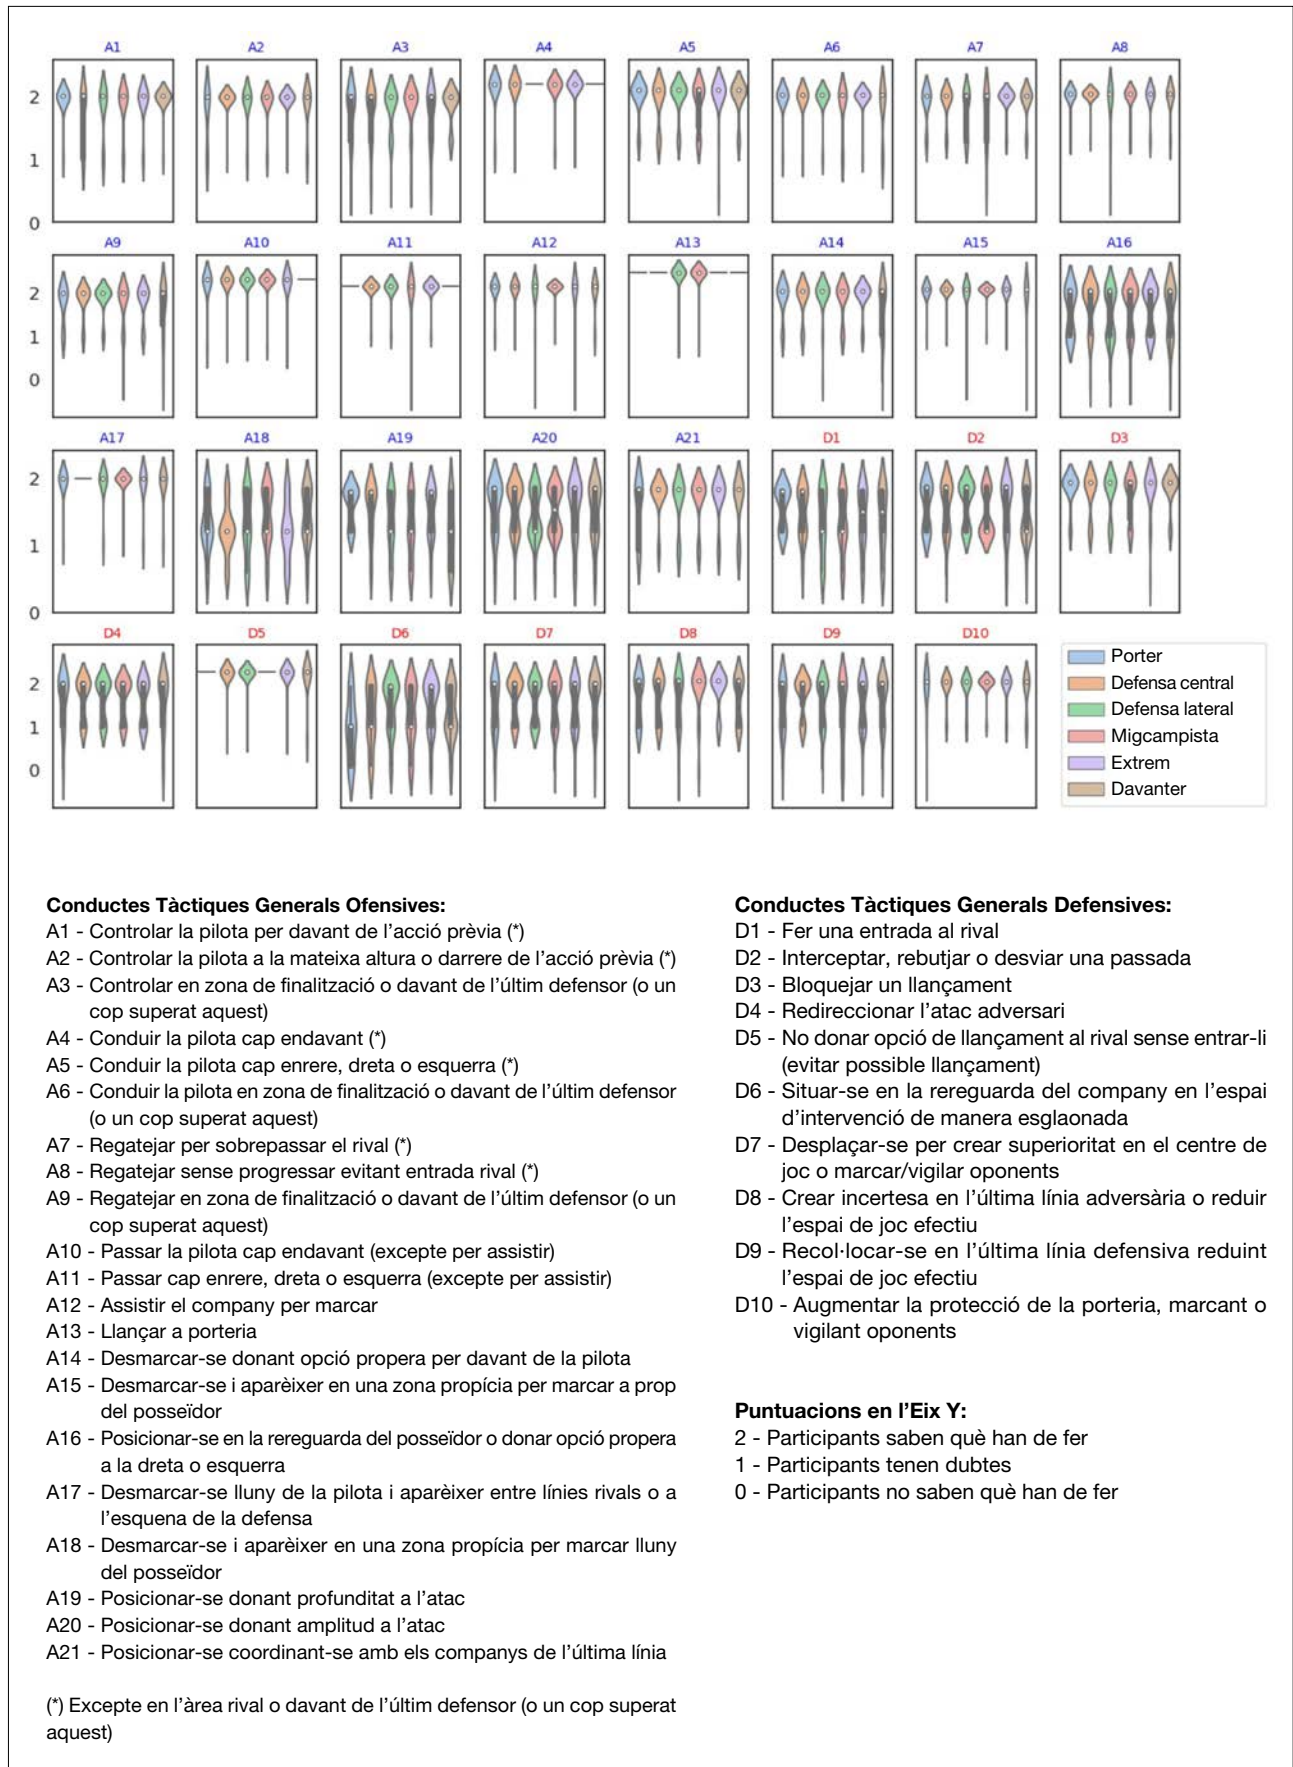 A1 A2 A3 A4 A5 A6 A7 A8
2
1
0
A9 A10 A11 A12 A13 A14 A15 A16
2
1
0
A17 A18 A19 A20 A21 D1 D2 D3
2
1
0
D4 D5 D6 D7 D8 D9 D10
2
1
0
Porter
Defensa central
Defensa lateral
Migcampista
Extrem
Davanter
Conductes Tàctiques Generals Ofensives:
A1 - Controlar la pilota per davant de l'acció prèvia (*)
A2 - Controlar la pilota a la mateixa altura o darrere de l'acció prèvia (*)
A3 - Controlar en zona de finalització o davant de l'últim defensor (o un
cop superat aquest)
A4 - Conduir la pilota cap endavant (*)
A5 - Conduir la pilota cap enrere, dreta o esquerra (*)
A6 - Conduir la pilota en zona de finalització o davant de l'últim defensor
(o un cop superat aquest)
A7 - Regatejar per sobrepassar el rival (*)
A8 - Regatejar sense progressar evitant entrada rival (*)
A9 - Regatejar en zona de finalització o davant de l'últim defensor (o un
cop superat aquest)
A10 - Passar la pilota cap endavant (excepte per assistir)
A11 - Passar cap enrere, dreta o esquerra (excepte per assistir)
A12 - Assistir el company per marcar
A13 - Llançar a porteria
A14 - Desmarcar-se donant opció propera per davant de la pilota
A15 - Desmarcar-se i aparèixer en una zona propícia per marcar a prop
del posseïdor
A16 - Posicionar-se en la rereguarda del posseïdor o donar opció propera
a la dreta o esquerra
A17 - Desmarcar-se lluny de la pilota i aparèixer entre línies rivals o a
l'esquena de la defensa
A18 - Desmarcar-se i aparèixer en una zona propícia per marcar lluny
del posseïdor
A19 - Posicionar-se donant profunditat a l'atac
A20 - Posicionar-se donant amplitud a l'atac
A21 - Posicionar-se coordinant-se amb els companys de l'última línia
(*) Excepte en l'àrea rival o davant de l'últim defensor (o un cop superat
aquest)
Conductes Tàctiques Generals Defensives:
D1 - Fer una entrada al rival
D2 - Interceptar, rebutjar o desviar una passada
D3 - Bloquejar un llançament
D4 - Redireccionar l'atac adversari
D5 - No donar opció de llançament al rival sense entrar-li
(evitar possible llançament)
D6 - Situar-se en la rereguarda del company en l'espai
d'intervenció de manera esglaonada
D7 - Desplaçar-se per crear superioritat en el centre de
joc o marcar/vigilar oponents
D8 - Crear incertesa en l'última línia adversària o reduir
l'espai de joc efectiu
D9 - Recol·locar-se en l'última línia defensiva reduint
l'espai de joc efectiu
D10 - Augmentar la protecció de la porteria, marcant o
vigilant oponents
Puntuacions en l'Eix Y:
2 - Participants saben què han de fer
1 - Participants tenen dubtes
0 - Participants no saben què han de fer